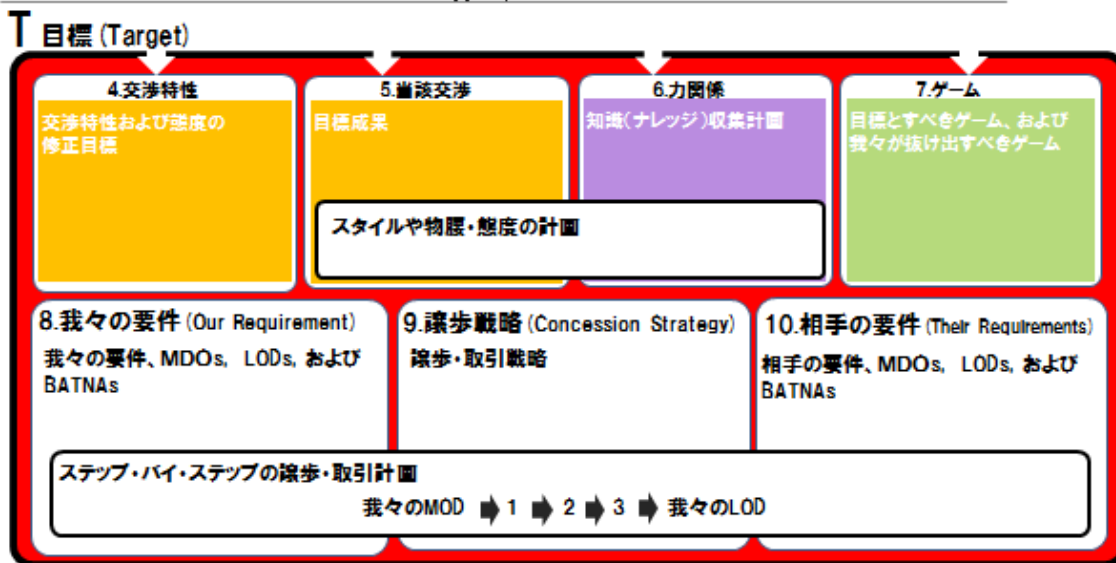 T 目標 (Target)
4.交渉特性
交渉特性および態度の
修正目標
5.当該交渉
目標成果
6.力関係
知識(ナレッジ)収集計画
7.ゲーム
目標とすべきゲーム、および
我々が抜け出すべきゲーム
スタイルや物腰・態度の計画
8.我々の要件 (Our Requirement)
我々の要件、MDOs, LODs, および
BATNAs
9.譲歩戦略 (Concession Strategy)
譲歩・取引戦略
10.相手の要件 (Their Requirements)
相手の要件、MDOs, LODs, および
BATNAs
ステップ・バイ・ステップの譲歩・取引計画
我々のMOD ➡ 1 ➡ 2 ➡ 3 ➡ 我々のLOD